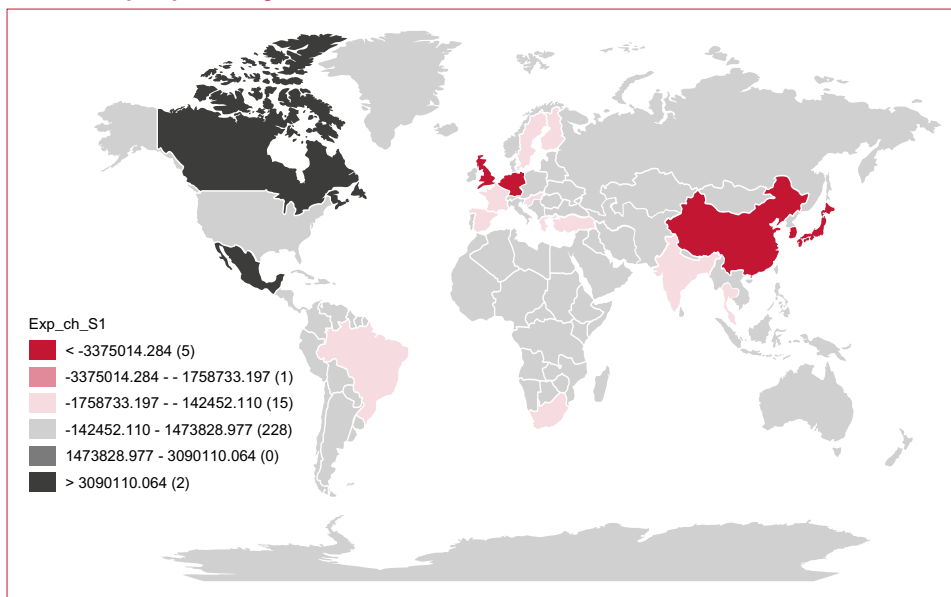 Exp_ch_S1
< -3375014.284 (5)
-3375014.284 - - 1758733.197 (1)
-1758733.197 - - 142452.110 (15)
-142452.110 - 1473828.977 (228)
1473828.977 - 3090110.064 (0)
> 3090110.064 (2)